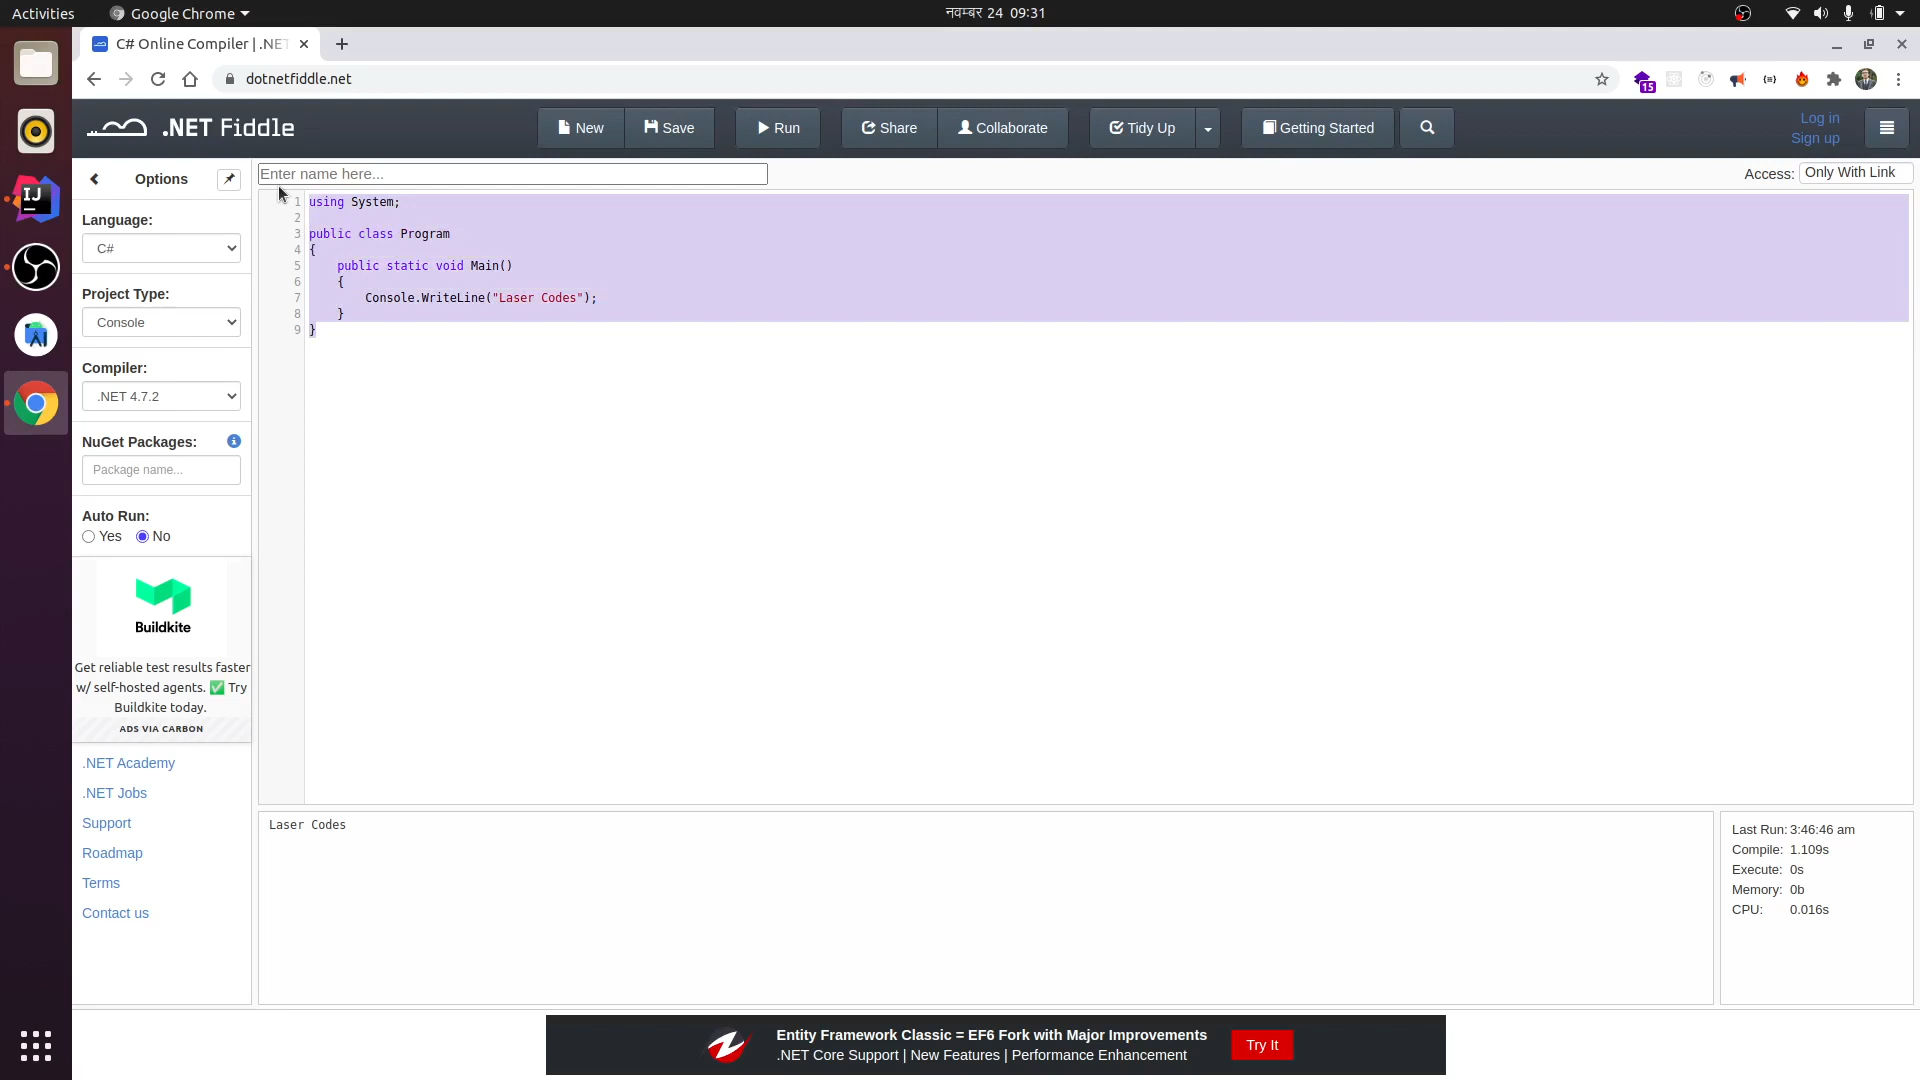 Activities
Google Chrome
नवम्बर 24 09:31
C# Online Compiler | .NET
dotnetfiddle.net
15
.NET Fiddle
New
Save
Run
Share
Collaborate
Tidy Up
Getting Started
Log in
Sign up
Options
Enter name here...
Access: Only With Link
Language:
C#
Project Type:
Console
Compiler:
.NET 4.7.2
NuGet Packages:
Package name...
Auto Run:
Yes No
Buildkite
Get reliable test results faster
w/ self-hosted agents. ✅ Try
Buildkite today.
ADS VIA CARBON
.NET Academy
.NET Jobs
Support
Roadmap
Terms
Contact us
1 using System;
2
3 public class Program
4 {
5 public static void Main()
6 {
7 Console.WriteLine("Laser Codes");
8 }
9 }
Laser Codes
Last Run: 3:46:46 am
Compile: 1.109s
Execute: 0s
Memory: 0b
CPU: 0.016s
Entity Framework Classic = EF6 Fork with Major Improvements
.NET Core Support | New Features | Performance Enhancement
Try It